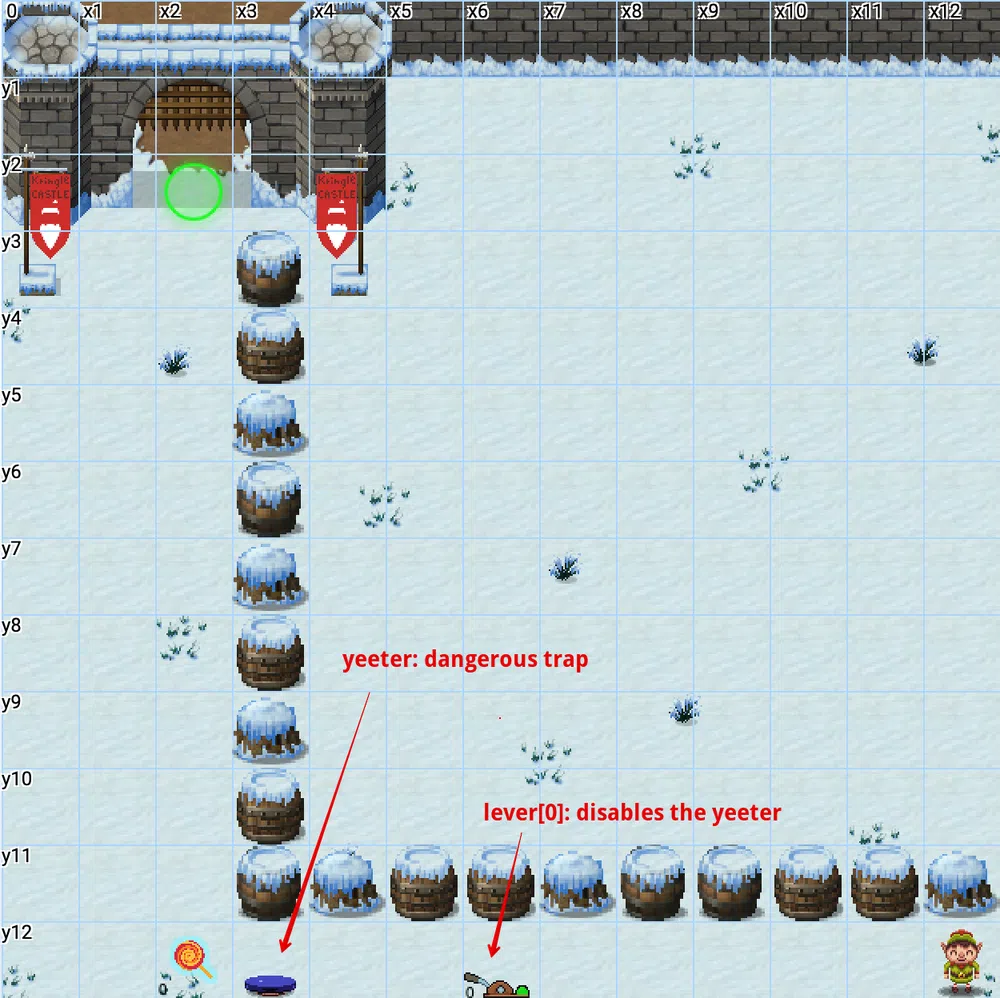 0 x1 x2 x3 x4 x5 x6 x7 x8 x9 x10 x11 x12
y1
y2
Kringle
CASTLE
Kringle
CASTLE
y3
y4
y5
y6
y7
y8
yeeter: dangerous trap
y9
y10
lever[0]: disables the yeeter
y11
y12
0
0